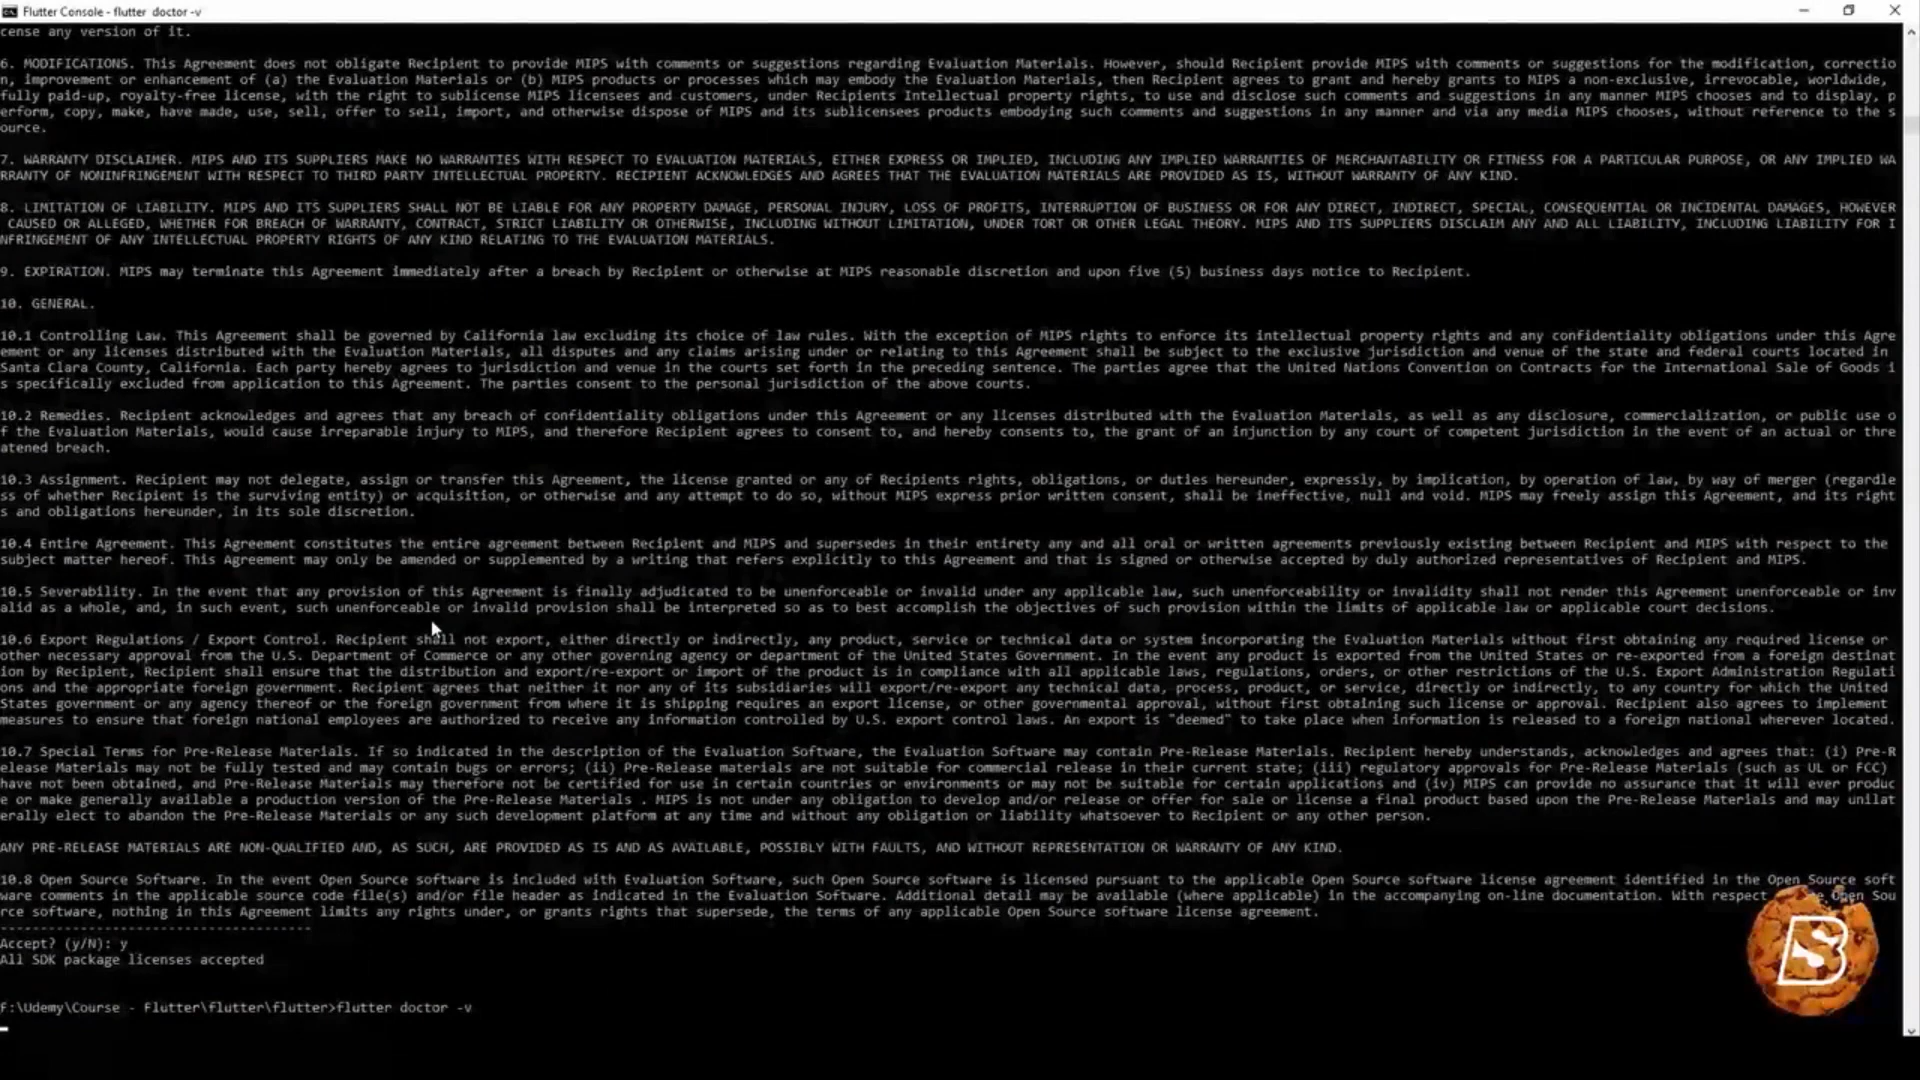 Flutter Console - flutter  doctor -v
cense any version of it.
6. MODIFICATIONS. This Agreement does not obligate Recipient to provide MIPS with comments or suggestions regarding Evaluation Materials. However, should Recipient provide MIPS with comments or suggestions for the modification, correctio
n, improvement or enhancement of (a) the Evaluation Materials or (b) MIPS products or processes which may embody the Evaluation Materials, then Recipient agrees to grant and hereby grants to MIPS a non-exclusive, irrevocable, worldwide,
fully paid-up, royalty-free license, with the right to sublicense MIPS licensees and customers, under Recipients Intellectual property rights, to use and disclose such comments and suggestions in any manner MIPS chooses and to display, p
erform, copy, make, have made, use, sell, offer to sell, import, and otherwise dispose of MIPS and its sublicensees products embodying such comments and suggestions in any manner and via any media MIPS chooses, without reference to the s
ource.
7. WARRANTY DISCLAIMER. MIPS AND ITS SUPPLIERS MAKE NO WARRANTIES WITH RESPECT TO EVALUATION MATERIALS, EITHER EXPRESS OR IMPLIED, INCLUDING ANY IMPLIED WARRANTIES OF MERCHANTABILITY OR FITNESS FOR A PARTICULAR PURPOSE, OR ANY IMPLIED WA
RRANTY OF NONINFRINGEMENT WITH RESPECT TO THIRD PARTY INTELLECTUAL PROPERTY. RECIPIENT ACKNOWLEDGES AND AGREES THAT THE EVALUATION MATERIALS ARE PROVIDED AS IS, WITHOUT WARRANTY OF ANY KIND.
8. LIMITATION OF LIABILITY. MIPS AND ITS SUPPLIERS SHALL NOT BE LIABLE FOR ANY PROPERTY DAMAGE, PERSONAL INJURY, LOSS OF PROFITS, INTERRUPTION OF BUSINESS OR FOR ANY DIRECT, INDIRECT, SPECIAL, CONSEQUENTIAL OR INCIDENTAL DAMAGES, HOWEVER
CAUSED OR ALLEGED, WHETHER FOR BREACH OF WARRANTY, CONTRACT, STRICT LIABILITY OR OTHERWISE, INCLUDING WITHOUT LIMITATION, UNDER TORT OR OTHER LEGAL THEORY. MIPS AND ITS SUPPLIERS DISCLAIM ANY AND ALL LIABILITY, INCLUDING LIABILITY FOR I
NFRINGEMENT OF ANY INTELLECTUAL PROPERTY RIGHTS OF ANY KIND RELATING TO THE EVALUATION MATERIALS.
9. EXPIRATION. MIPS may terminate this Agreement immediately after a breach by Recipient or otherwise at MIPS reasonable discretion and upon five (5) business days notice to Recipient.
10. GENERAL.
10.1 Controlling Law. This Agreement shall be governed by California law excluding its choice of law rules. With the exception of MIPS rights to enforce its intellectual property rights and any confidentiality obligations under this Agre
ement or any licenses distributed with the Evaluation Materials, all disputes and any claims arising under or relating to this Agreement shall be subject to the exclusive jurisdiction and venue of the state and federal courts located in
Santa Clara County, California. Each party hereby agrees to jurisdiction and venue in the courts set forth in the preceding sentence. The parties agree that the United Nations Convention on Contracts for the International Sale of Goods i
s specifically excluded from application to this Agreement. The parties consent to the personal jurisdiction of the above courts.
10.2 Remedies. Recipient acknowledges and agrees that any breach of confidentiality obligations under this Agreement or any licenses distributed with the Evaluation Materials, as well as any disclosure, commercialization, or public use o
f the Evaluation Materials, would cause irreparable injury to MIPS, and therefore Recipient agrees to consent to, and hereby consents to, the grant of an injunction by any court of competent jurisdiction in the event of an actual or thre
atened breach.
10.3 Assignment. Recipient may not delegate, assign or transfer this Agreement, the license granted or any of Recipients rights, obligations, or duties hereunder, expressly, by implication, by operation of law, by way of merger (regardle
ss of whether Recipient is the surviving entity) or acquisition, or otherwise and any attempt to do so, without MIPS express prior written consent, shall be ineffective, null and void. MIPS may freely assign this Agreement, and its right
s and obligations hereunder, in its sole discretion.
10.4 Entire Agreement. This Agreement constitutes the entire agreement between Recipient and MIPS and supersedes in their entirety any and all oral or written agreements previously existing between Recipient and MIPS with respect to the
subject matter hereof. This Agreement may only be amended or supplemented by a writing that refers explicitly to this Agreement and that is signed or otherwise accepted by duly authorized representatives of Recipient and MIPS.
10.5 Severability. In the event that any provision of this Agreement is finally adjudicated to be unenforceable or invalid under any applicable law, such unenforceability or invalidity shall not render this Agreement unenforceable or inv
alid as a whole, and, in such event, such unenforceable or invalid provision shall be interpreted so as to best accomplish the objectives of such provision within the limits of applicable law or applicable court decisions.
10.6 Export Regulations / Export Control. Recipient shall not export, either directly or indirectly, any product, service or technical data or system incorporating the Evaluation Materials without first obtaining any required license or
other necessary approval from the U.S. Department of Commerce or any other governing agency or department of the United States Government. In the event any product is exported from the United States or re-exported from a foreign destinat
ion by Recipient, Recipient shall ensure that the distribution and export/re-export or import of the product is in compliance with all applicable laws, regulations, orders, or other restrictions of the U.S. Export Administration Regulati
ons and the appropriate foreign government. Recipient agrees that neither it nor any of its subsidiaries will export/re-export any technical data, process, product, or service, directly or indirectly, to any country for which the United
States government or any agency thereof or the foreign government from where it is shipping requires an export license, or other governmental approval, without first obtaining such license or approval. Recipient also agrees to implement
measures to ensure that foreign national employees are authorized to receive any information controlled by U.S. export control laws. An export is "deemed" to take place when information is released to a foreign national wherever located.
10.7 Special Terms for Pre-Release Materials. If so indicated in the description of the Evaluation Software, the Evaluation Software may contain Pre-Release Materials. Recipient hereby understands, acknowledges and agrees that: (i) Pre-R
elease Materials may not be fully tested and may contain bugs or errors; (ii) Pre-Release materials are not suitable for commercial release in their current state; (iii) regulatory approvals for Pre-Release Materials (such as UL or FCC)
have not been obtained, and Pre-Release Materials may therefore not be certified for use in certain countries or environments or may not be suitable for certain applications and (iv) MIPS can provide no assurance that it will ever produc
e or make generally available a production version of the Pre-Release Materials . MIPS is not under any obligation to develop and/or release or offer for sale or license a final product based upon the Pre-Release Materials and may unilat
erally elect to abandon the Pre-Release Materials or any such development platform at any time and without any obligation or liability whatsoever to Recipient or any other person.
ANY PRE-RELEASE MATERIALS ARE NON-QUALIFIED AND, AS SUCH, ARE PROVIDED AS IS AND AS AVAILABLE, POSSIBLY WITH FAULTS, AND WITHOUT REPRESENTATION OR WARRANTY OF ANY KIND.
10.8 Open Source Software. In the event Open Source software is included with Evaluation Software, such Open Source software is licensed pursuant to the applicable Open Source software license agreement identified in the Open Source soft
ware comments in the applicable source code file(s) and/or file header as indicated in the Evaluation Software. Additional detail may be available (where applicable) in the accompanying on-line documentation. With respect Open Sou
rce software, nothing in this Agreement limits any rights under, or grants rights that supersede, the terms of any applicable Open Source software license agreement.
---------------------------------------
Accept? (y/N): y
All SDK package licenses accepted
F:\Udemy\Course - Flutter\flutter\flutter>flutter doctor -v